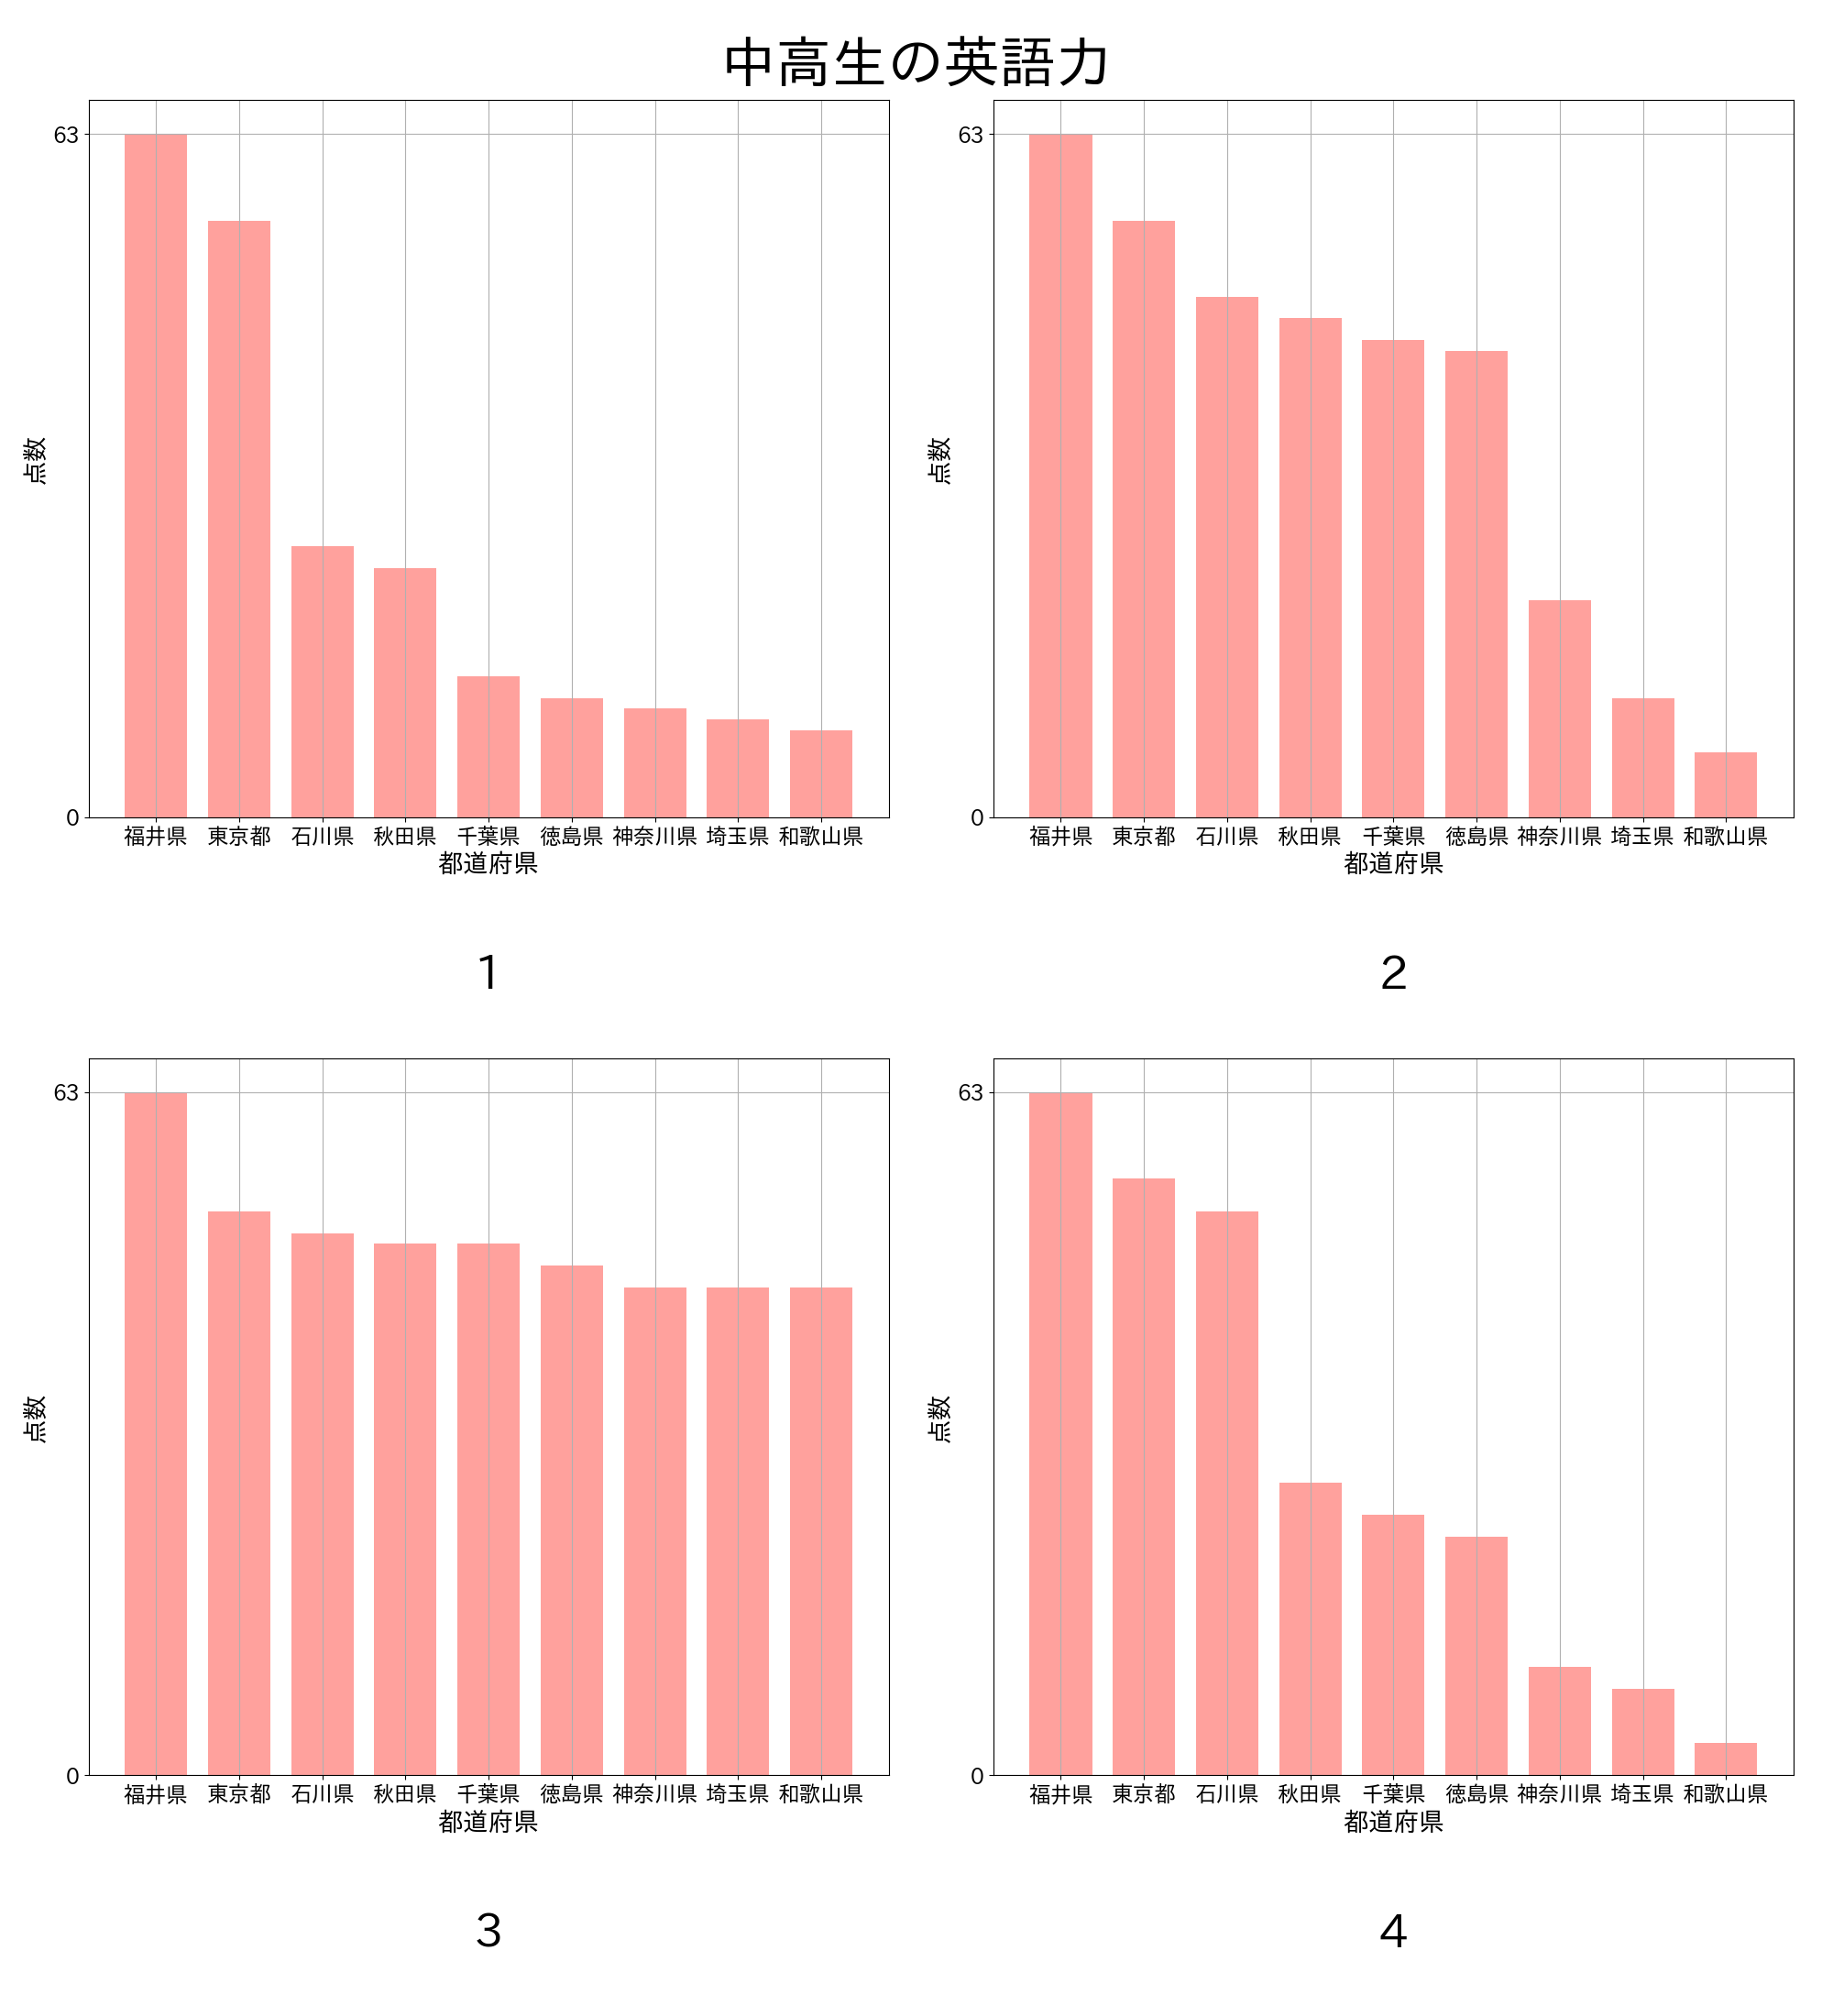 中高生の英語力
63
点数
0
福井県 東京都 石川県 秋田県 千葉県 徳島県 神奈川県 埼玉県 和歌山県
都道府県
1
63
点数
0
福井県 東京都 石川県 秋田県 千葉県 徳島県 神奈川県 埼玉県 和歌山県
都道府県
2
63
点数
0
福井県 東京都 石川県 秋田県 千葉県 徳島県 神奈川県 埼玉県 和歌山県
都道府県
3
63
点数
0
福井県 東京都 石川県 秋田県 千葉県 徳島県 神奈川県 埼玉県 和歌山県
都道府県
4